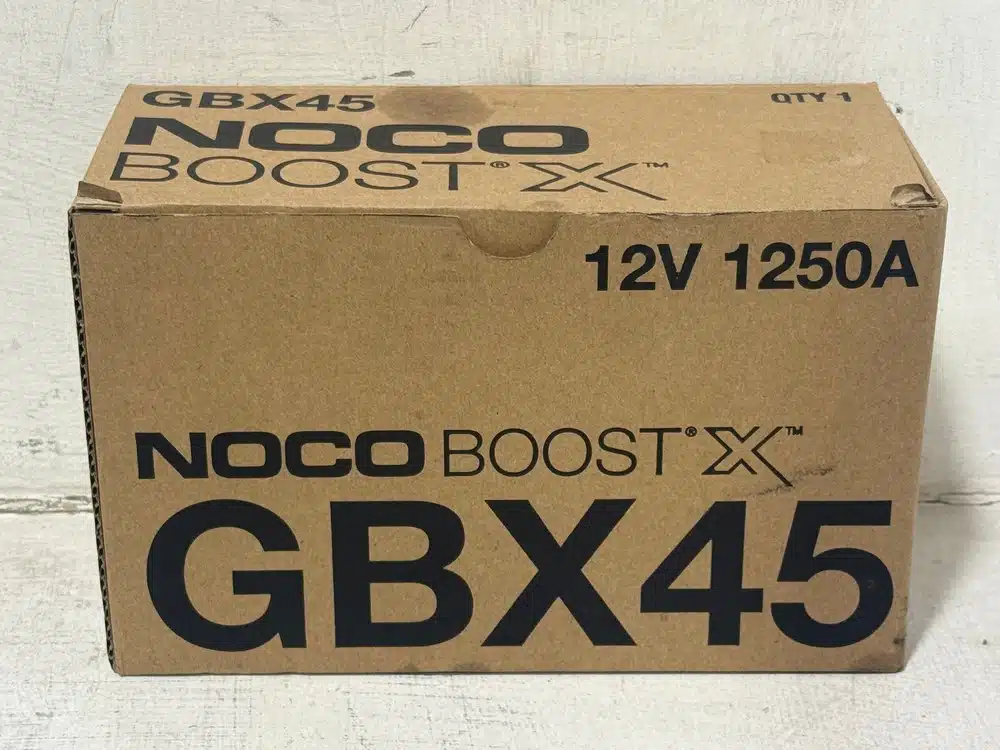 GBX45 QTY 1
NOCO
BOOST® X™
12V 1250A
NOCO BOOST® X™
GBX45